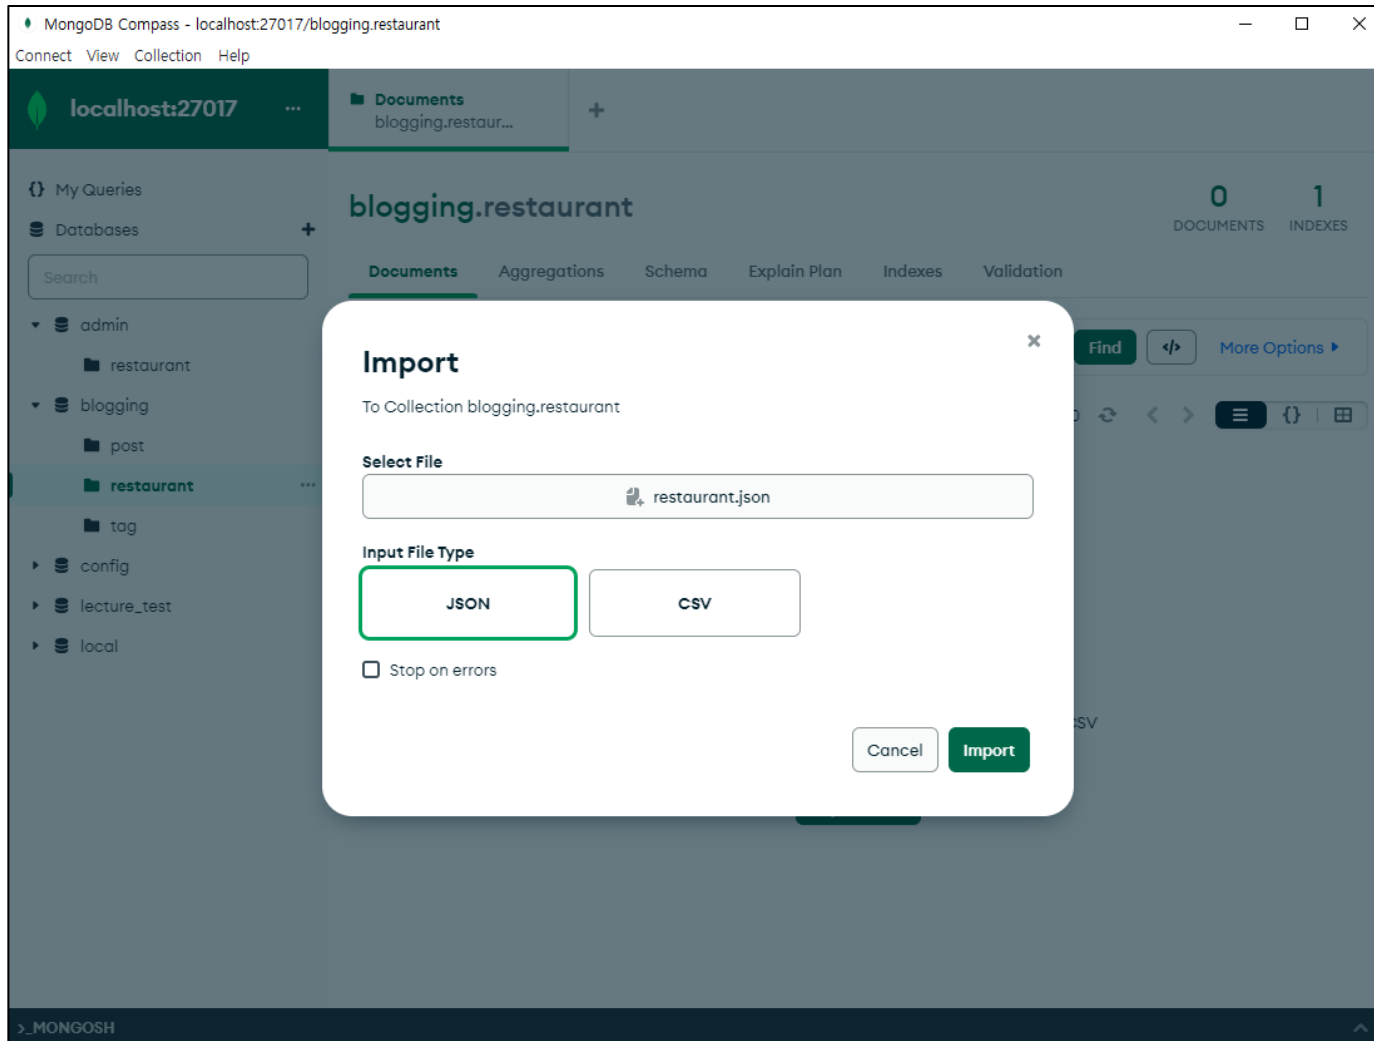 MongoDB Compass - localhost:27017/blogging.restaurant
Connect View Collection Help
localhost:27017
Documents
blogging.restaur...
My Queries
Databases
Search
admin
restaurant
blogging
post
restaurant
tag
config
lecture_test
local
blogging.restaurant
0
DOCUMENTS
1
INDEXES
Documents Aggregations Schema Explain Plan Indexes Validation
Find
</>
More Options
{}
Import
To Collection blogging.restaurant
Select File
restaurant.json
Input File Type
JSON
CSV
Stop on errors
Cancel
Import
>_MONGOSH